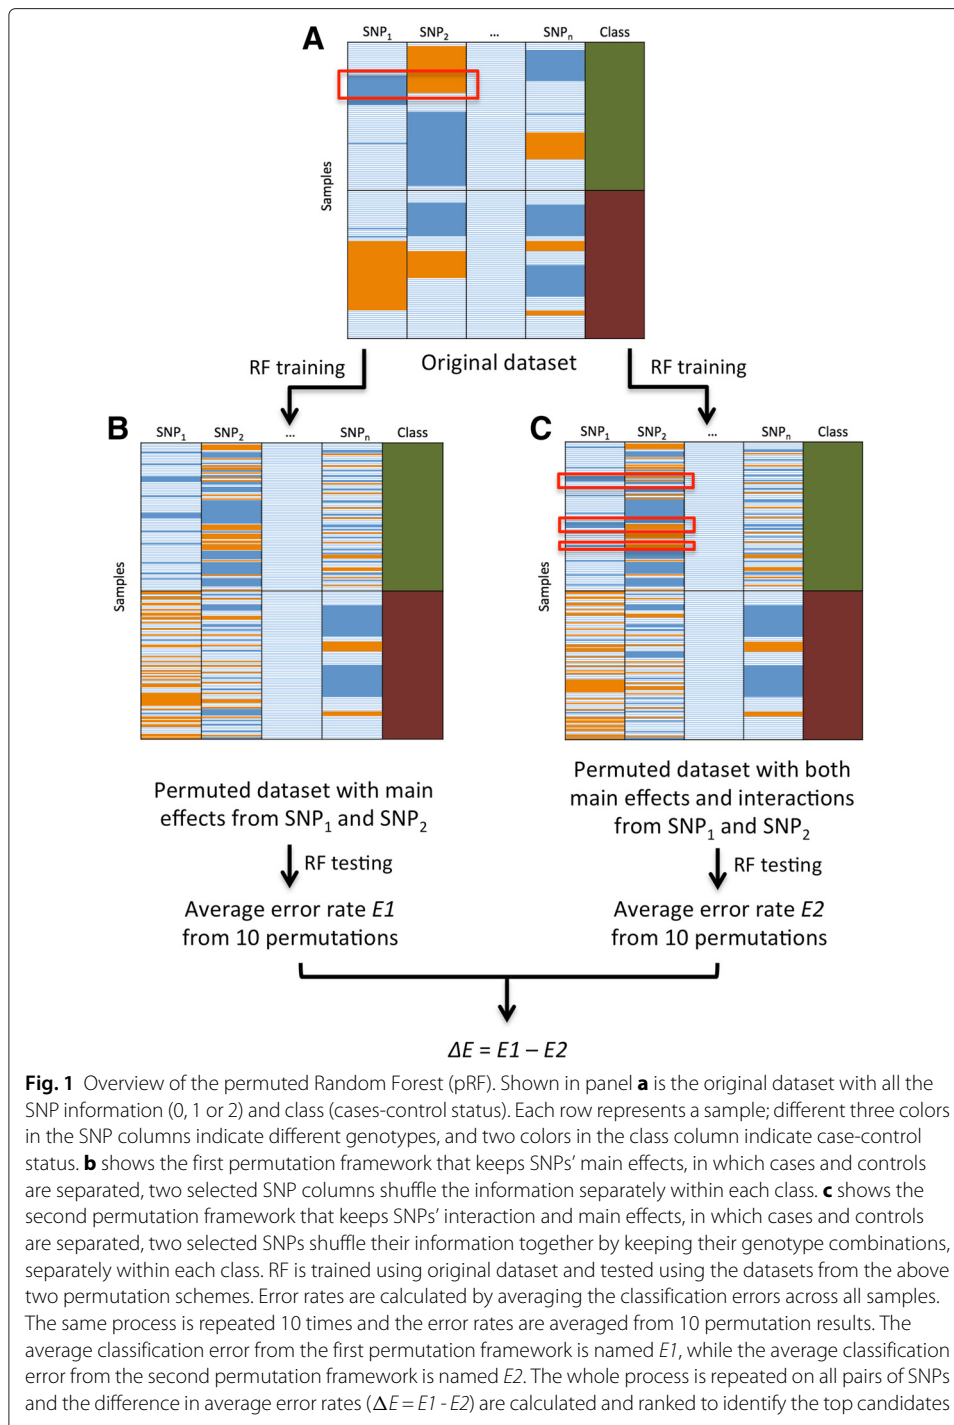 A
SNP1 SNP2 ... SNPn Class
Samples
RF training Original dataset RF training
B
SNP1 SNP2 ... SNPn Class
Samples
C
SNP1 SNP2 ... SNPn Class
Samples
Permuted dataset with main
effects from SNP1 and SNP2
Permuted dataset with both
main effects and interactions
from SNP1 and SNP2
RF testing
RF testing
Average error rate E1
from 10 permutations
Average error rate E2
from 10 permutations
ΔE = E1 – E2
Fig. 1 Overview of the permuted Random Forest (pRF). Shown in panel a is the original dataset with all the
SNP information (0, 1 or 2) and class (cases-control status). Each row represents a sample; different three colors
in the SNP columns indicate different genotypes, and two colors in the class column indicate case-control
status. b shows the first permutation framework that keeps SNPs' main effects, in which cases and controls
are separated, two selected SNP columns shuffle the information separately within each class. c shows the
second permutation framework that keeps SNPs' interaction and main effects, in which cases and controls
are separated, two selected SNPs shuffle their information together by keeping their genotype combinations,
separately within each class. RF is trained using original dataset and tested using the datasets from the above
two permutation schemes. Error rates are calculated by averaging the classification errors across all samples.
The same process is repeated 10 times and the error rates are averaged from 10 permutation results. The
average classification error from the first permutation framework is named E1, while the average classification
error from the second permutation framework is named E2. The whole process is repeated on all pairs of SNPs
and the difference in average error rates (ΔE = E1 - E2) are calculated and ranked to identify the top candidates